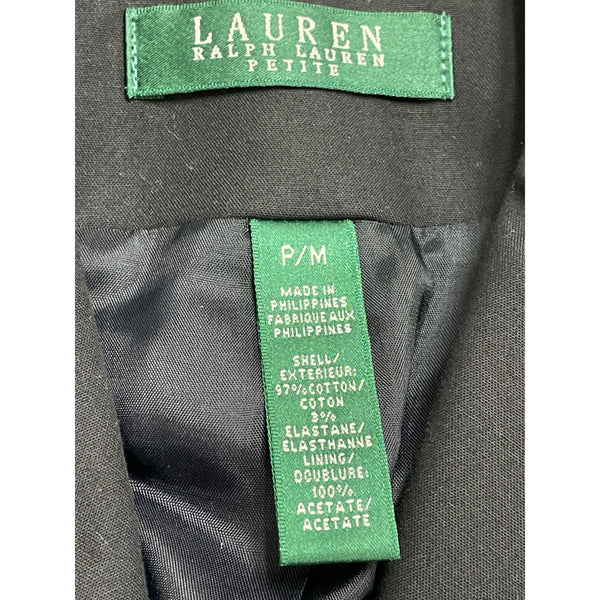 LAUREN
RALPH LAUREN
PETITE
P/M
MADE IN
PHILIPPINES
FABRIQUE AUX
PHILIPPINES
SHELL/
EXTERIEUR:
97% COTTON/
COTON
3%
ELASTANE/
ELASTHANNE
LINING/
DOUBLURE:
100%
ACETATE/
ACETATE